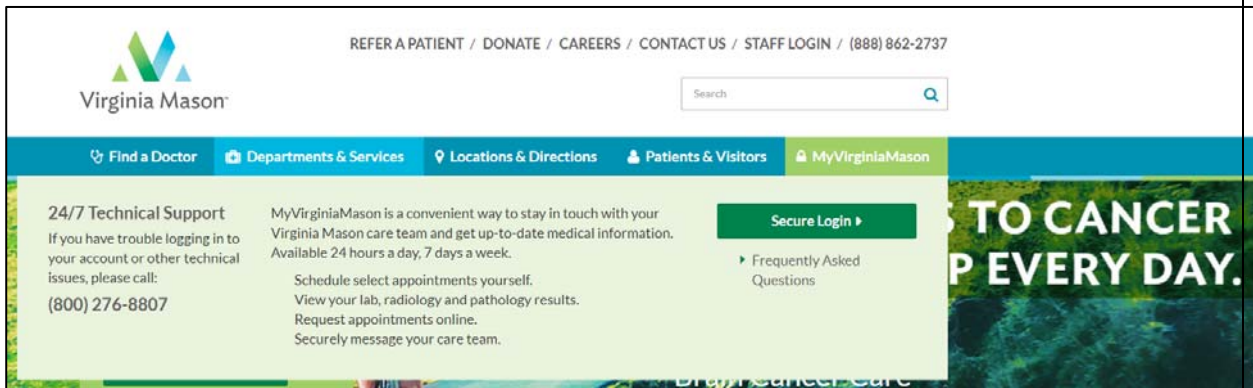 REFER A PATIENT / DONATE / CAREERS / CONTACT US / STAFF LOGIN / (888) 862-2737
Virginia Mason
Search
Find a Doctor
Departments & Services
Locations & Directions
Patients & Visitors
MyVirginiaMason
24/7 Technical Support
If you have trouble logging in to
your account or other technical
issues, please call:
(800) 276-8807
MyVirginiaMason is a convenient way to stay in touch with your
Virginia Mason care team and get up-to-date medical information.
Available 24 hours a day, 7 days a week.
Schedule select appointments yourself.
View your lab, radiology and pathology results.
Request appointments online.
Securely message your care team.
Secure Login
Frequently Asked
Questions
TO CANCER
P EVERY DAY.
Brain Cancer Care